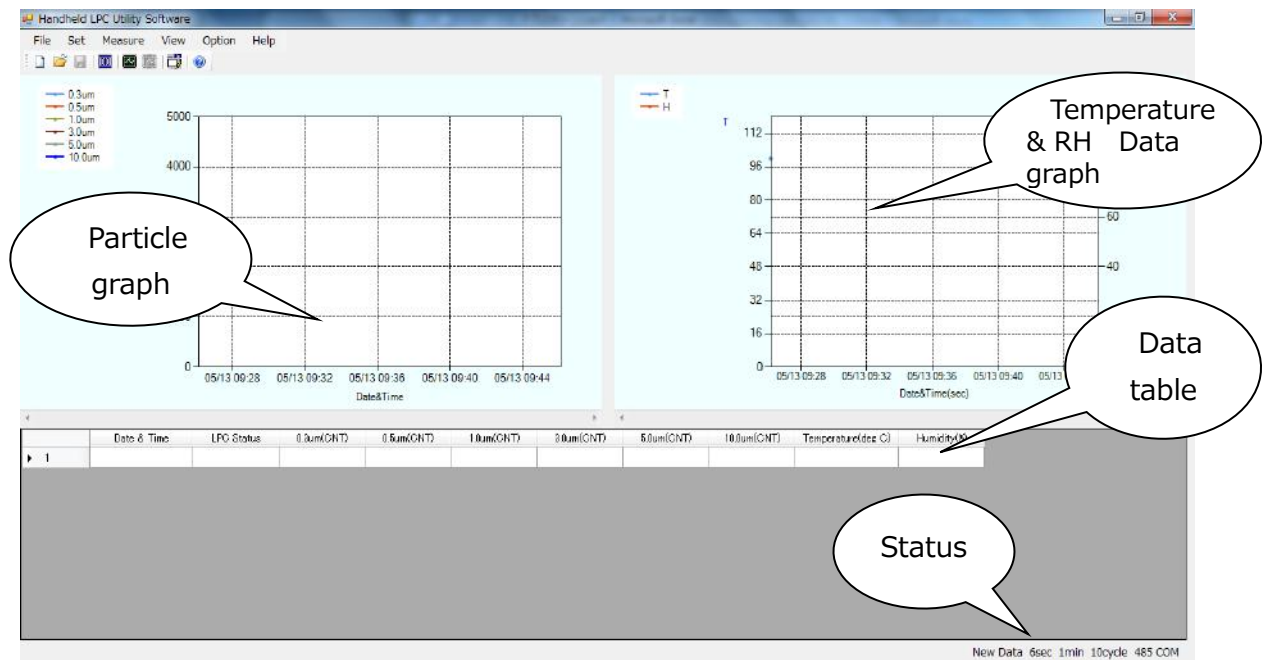 Handheld LPC Utility Software
File Set Measure View Option Help
0.3um
0.5um
1.0um
3.0um
5.0um
10.0um
5000
4000
0
05/13 09:28 05/13 09:32 05/13 09:36 05/13 09:40 05/13 09:44
Date&Time
Particle
graph
T
H
T
112
96
80
64
48
32
16
0
60
40
05/13 09:28 05/13 09:32 05/13 09:36 05/13 09:40 05/13
Date&Time(sec)
Temperature
& RH Data
graph
Data
table
Date & Time LPC Status 0.3um(CNT) 0.5um(CNT) 1.0um(CNT) 3.0um(CNT) 5.0um(CNT) 10.0um(CNT) Temperature(deg C) Humidity(%)
1
Status
New Data 6sec 1min 10cycle 485 COM